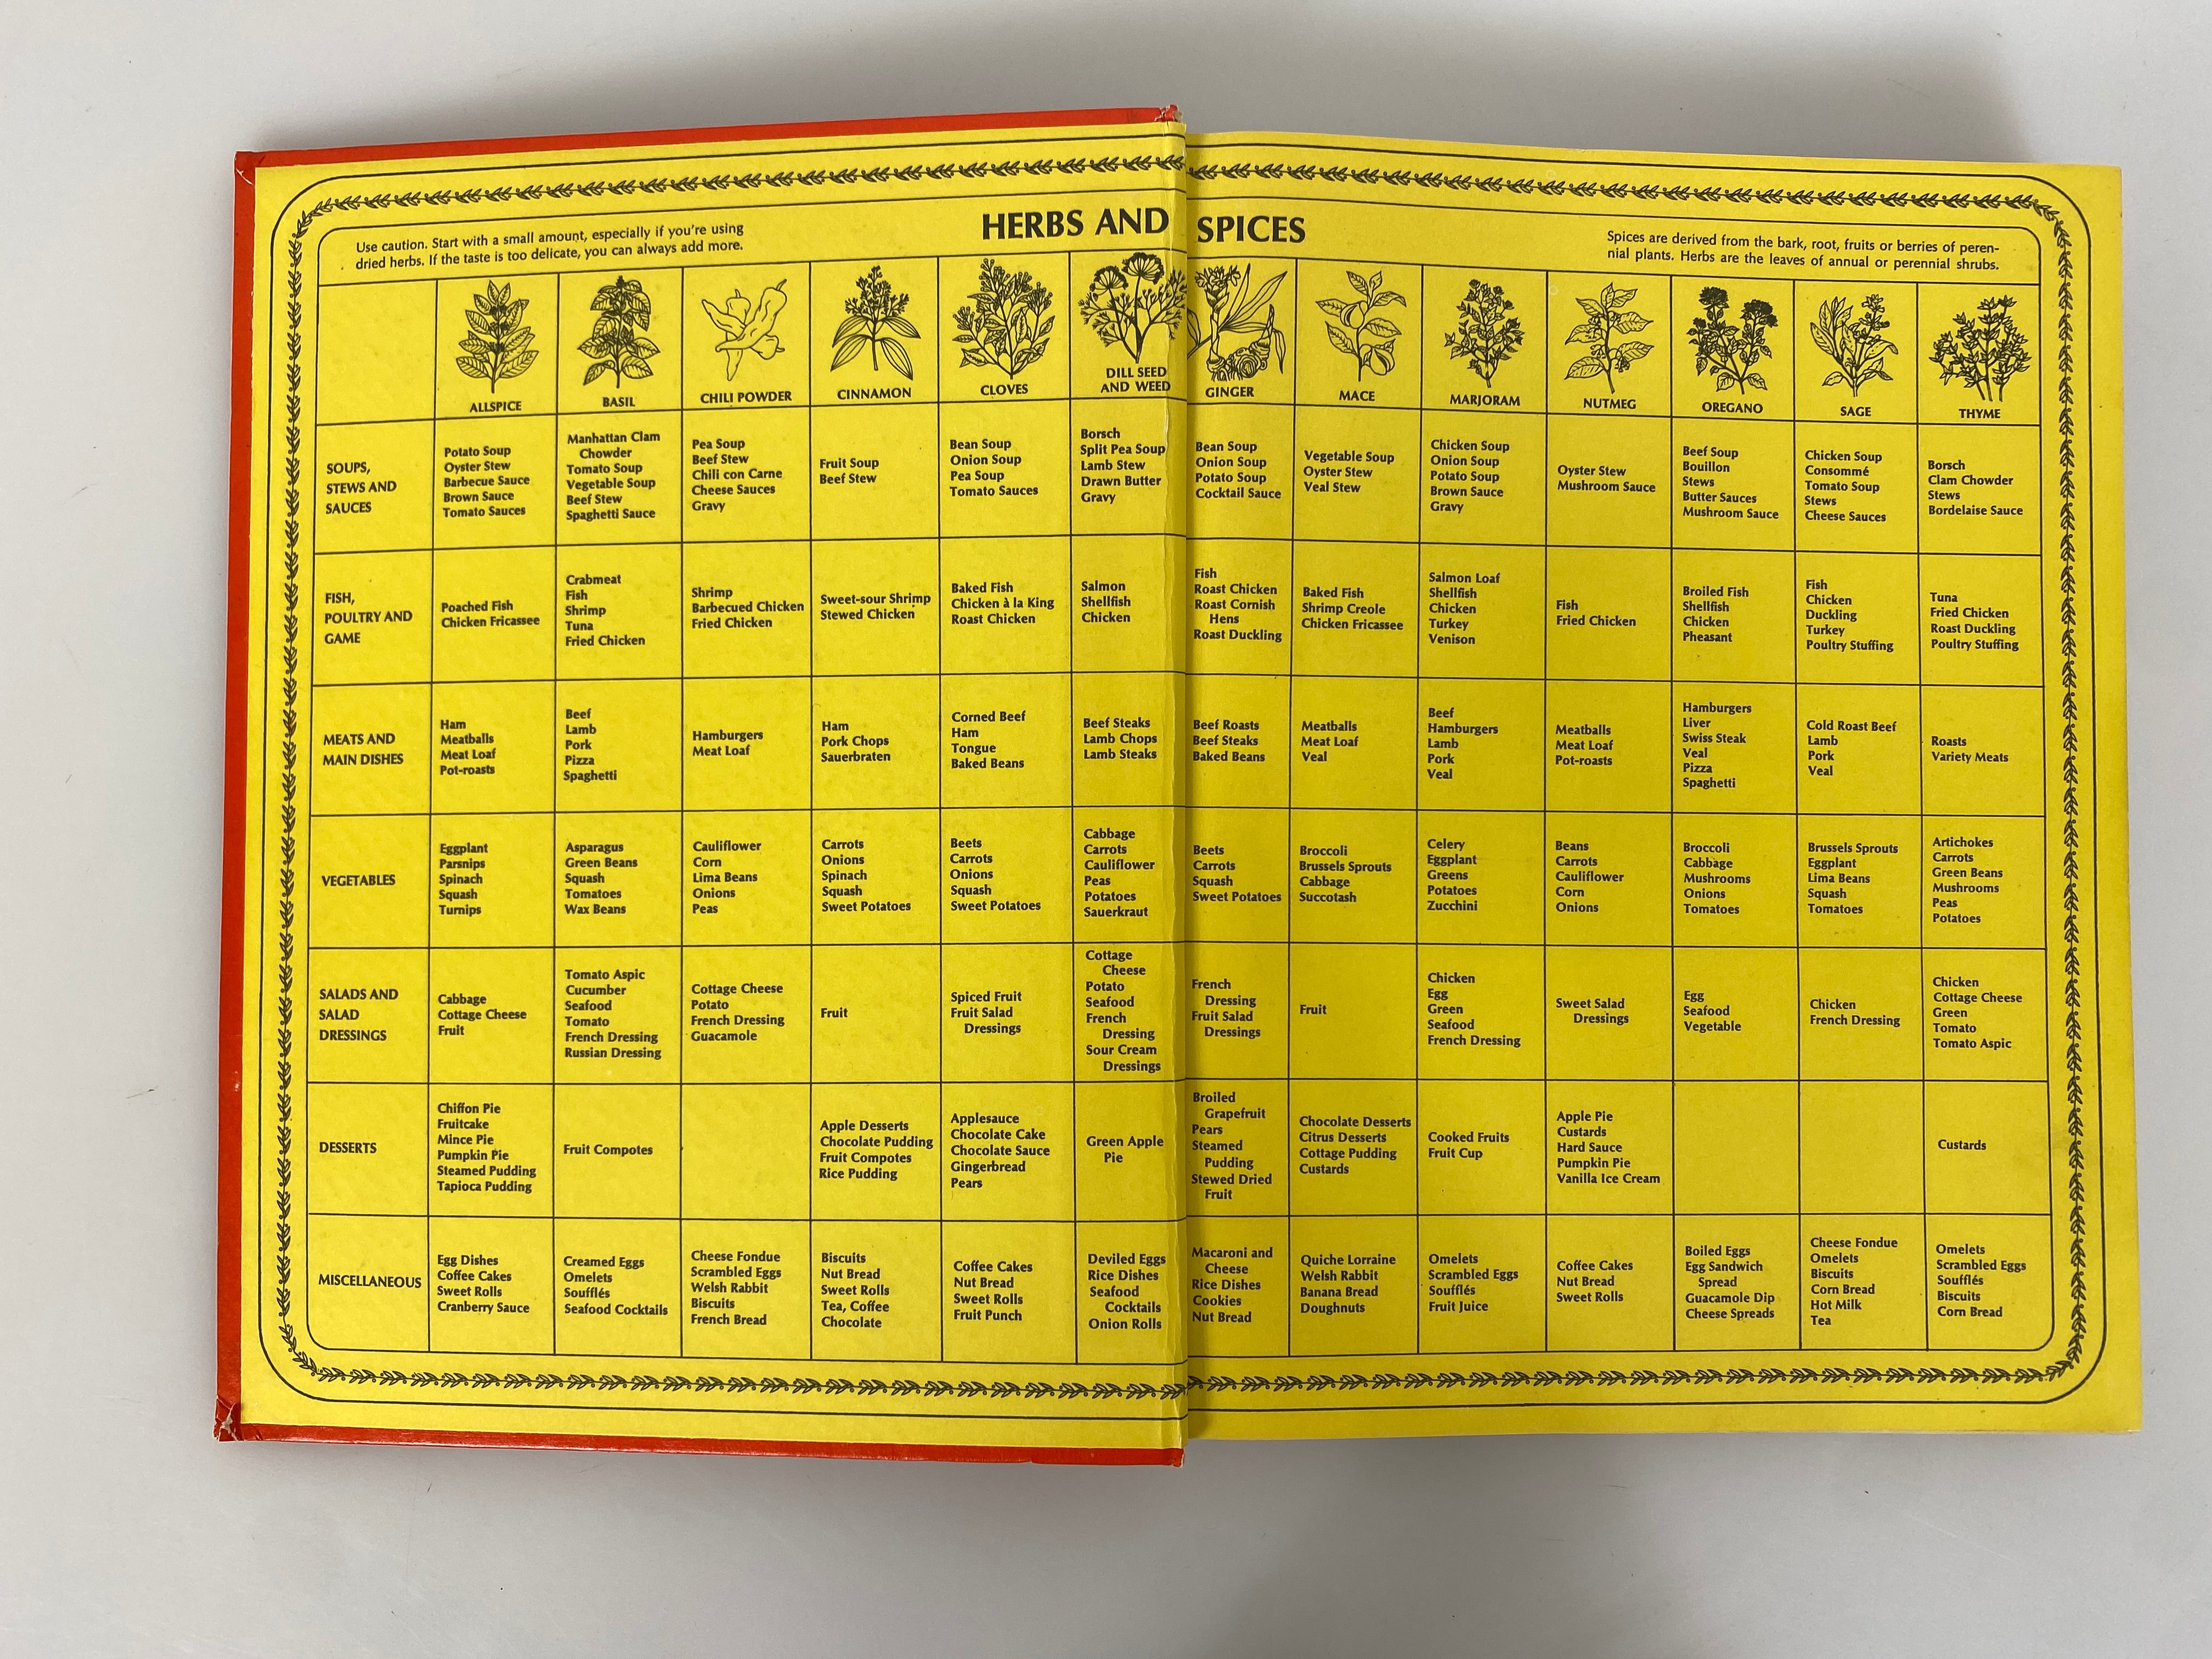 HERBS AND SPICES
Use caution. Start with a small amount, especially if you're using
dried herbs. If the taste is too delicate, you can always add more.
Spices are derived from the bark, root, fruits or berries of peren-
nial plants. Herbs are the leaves of annual or perennial shrubs.
ALLSPICE
BASIL
CHILI POWDER
CINNAMON
CLOVES
DILL SEED
AND WEED
GINGER
MACE
MARJORAM
NUTMEG
OREGANO
SAGE
THYME
SOUPS,
STEWS AND
SAUCES
Potato Soup
Oyster Stew
Barbecue Sauce
Brown Sauce
Tomato Sauces
Manhattan Clam
Chowder
Tomato Soup
Vegetable Soup
Beef Stew
Spaghetti Sauce
Pea Soup
Beef Stew
Chili con Carne
Cheese Sauces
Gravy
Fruit Soup
Beef Stew
Bean Soup
Onion Soup
Pea Soup
Tomato Sauces
Borsch
Split Pea Soup
Lamb Stew
Drawn Butter
Gravy
Bean Soup
Onion Soup
Potato Soup
Cocktail Sauce
Vegetable Soup
Oyster Stew
Veal Stew
Chicken Soup
Onion Soup
Potato Soup
Brown Sauce
Gravy
Oyster Stew
Mushroom Sauce
Beef Soup
Bouillon
Stews
Butter Sauces
Mushroom Sauce
Chicken Soup
Consommé
Tomato Soup
Stews
Cheese Sauces
Borsch
Clam Chowder
Stews
Bordelaise Sauce
FISH,
POULTRY AND
GAME
Poached Fish
Chicken Fricassee
Crabmeat
Fish
Shrimp
Tuna
Fried Chicken
Shrimp
Barbecued Chicken
Fried Chicken
Sweet-sour Shrimp
Stewed Chicken
Baked Fish
Chicken à la King
Roast Chicken
Salmon
Shellfish
Chicken
Fish
Roast Chicken
Roast Cornish
Hens
Roast Duckling
Baked Fish
Shrimp Creole
Chicken Fricassee
Salmon Loaf
Shellfish
Chicken
Turkey
Venison
Fish
Fried Chicken
Broiled Fish
Shellfish
Chicken
Pheasant
Fish
Chicken
Duckling
Turkey
Poultry Stuffing
Tuna
Fried Chicken
Roast Duckling
Poultry Stuffing
MEATS AND
MAIN DISHES
Ham
Meatballs
Meat Loaf
Pot-roasts
Beef
Lamb
Pork
Pizza
Spaghetti
Hamburgers
Meat Loaf
Ham
Pork Chops
Sauerbraten
Corned Beef
Ham
Tongue
Baked Beans
Beef Steaks
Lamb Chops
Lamb Steaks
Beef Roasts
Beef Steaks
Baked Beans
Meatballs
Meat Loaf
Veal
Beef
Hamburgers
Lamb
Pork
Veal
Meatballs
Meat Loaf
Pot-roasts
Hamburgers
Liver
Swiss Steak
Veal
Pizza
Spaghetti
Cold Roast Beef
Lamb
Pork
Veal
Roasts
Variety Meats
VEGETABLES
Eggplant
Parsnips
Spinach
Squash
Turnips
Asparagus
Green Beans
Squash
Tomatoes
Wax Beans
Cauliflower
Corn
Lima Beans
Onions
Peas
Carrots
Onions
Spinach
Squash
Sweet Potatoes
Beets
Carrots
Onions
Squash
Sweet Potatoes
Cabbage
Carrots
Cauliflower
Peas
Potatoes
Sauerkraut
Beets
Carrots
Squash
Sweet Potatoes
Broccoli
Brussels Sprouts
Cabbage
Succotash
Celery
Eggplant
Greens
Potatoes
Zucchini
Beans
Carrots
Cauliflower
Corn
Onions
Broccoli
Cabbage
Mushrooms
Onions
Tomatoes
Brussels Sprouts
Eggplant
Lima Beans
Squash
Tomatoes
Artichokes
Carrots
Green Beans
Mushrooms
Peas
Potatoes
SALADS AND
SALAD
DRESSINGS
Cabbage
Cottage Cheese
Fruit
Tomato Aspic
Cucumber
Seafood
Tomato
French Dressing
Russian Dressing
Cottage Cheese
Potato
French Dressing
Guacamole
Fruit
Spiced Fruit
Fruit Salad
Dressings
Cottage
Cheese
Potato
Seafood
French
Dressing
Sour Cream
Dressings
French
Dressing
Fruit Salad
Dressings
Fruit
Chicken
Egg
Green
Seafood
French Dressing
Sweet Salad
Dressings
Egg
Seafood
Vegetable
Chicken
French Dressing
Chicken
Cottage Cheese
Green
Tomato
Tomato Aspic
DESSERTS
Chiffon Pie
Fruitcake
Mince Pie
Pumpkin Pie
Steamed Pudding
Tapioca Pudding
Fruit Compotes
Apple Desserts
Chocolate Pudding
Fruit Compotes
Rice Pudding
Applesauce
Chocolate Cake
Chocolate Sauce
Gingerbread
Pears
Green Apple
Pie
Broiled
Grapefruit
Pears
Steamed
Pudding
Stewed Dried
Fruit
Chocolate Desserts
Citrus Desserts
Cottage Pudding
Custards
Cooked Fruits
Fruit Cup
Apple Pie
Custards
Hard Sauce
Pumpkin Pie
Vanilla Ice Cream
Custards
MISCELLANEOUS
Egg Dishes
Coffee Cakes
Sweet Rolls
Cranberry Sauce
Creamed Eggs
Omelets
Soufflés
Seafood Cocktails
Cheese Fondue
Scrambled Eggs
Welsh Rabbit
Biscuits
French Bread
Biscuits
Nut Bread
Sweet Rolls
Tea, Coffee
Chocolate
Coffee Cakes
Nut Bread
Sweet Rolls
Fruit Punch
Deviled Eggs
Rice Dishes
Seafood
Cocktails
Onion Rolls
Macaroni and
Cheese
Rice Dishes
Cookies
Nut Bread
Quiche Lorraine
Welsh Rabbit
Banana Bread
Doughnuts
Omelets
Scrambled Eggs
Soufflés
Fruit Juice
Coffee Cakes
Nut Bread
Sweet Rolls
Boiled Eggs
Egg Sandwich
Spread
Guacamole Dip
Cheese Spreads
Cheese Fondue
Omelets
Biscuits
Corn Bread
Hot Milk
Tea
Omelets
Scrambled Eggs
Soufflés
Biscuits
Corn Bread